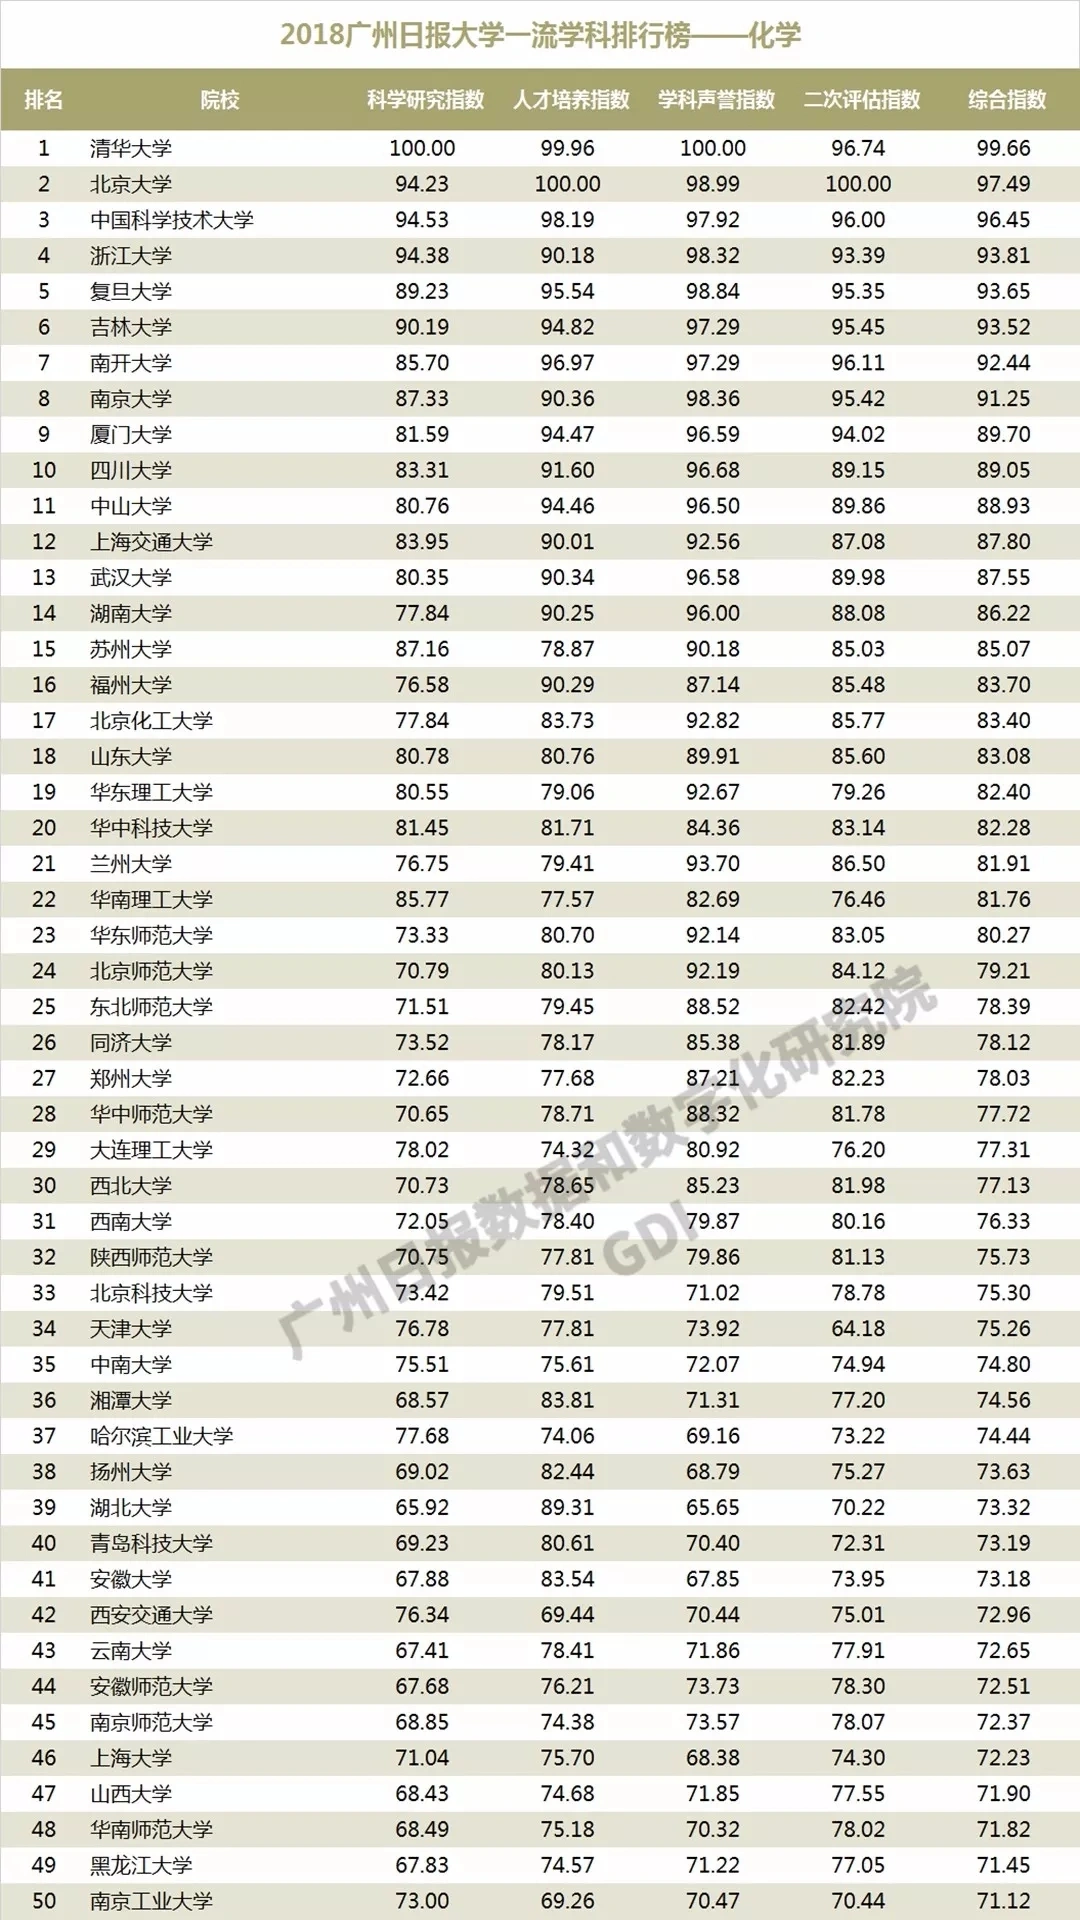 2018广州日报大学一流学科排行榜——化学
排名 院校 科学研究指数 人才培养指数 学科声誉指数 二次评估指数 综合指数
1 清华大学 100.00 99.96 100.00 96.74 99.66
2 北京大学 94.23 100.00 98.99 100.00 97.49
3 中国科学技术大学 94.53 98.19 97.92 96.00 96.45
4 浙江大学 94.38 90.18 98.32 93.39 93.81
5 复旦大学 89.23 95.54 98.84 95.35 93.65
6 吉林大学 90.19 94.82 97.29 95.45 93.52
7 南开大学 85.70 96.97 97.29 96.11 92.44
8 南京大学 87.33 90.36 98.36 95.42 91.25
9 厦门大学 81.59 94.47 96.59 94.02 89.70
10 四川大学 83.31 91.60 96.68 89.15 89.05
11 中山大学 80.76 94.46 96.50 89.86 88.93
12 上海交通大学 83.95 90.01 92.56 87.08 87.80
13 武汉大学 80.35 90.34 96.58 89.98 87.55
14 湖南大学 77.84 90.25 96.00 88.08 86.22
15 苏州大学 87.16 78.87 90.18 85.03 85.07
16 福州大学 76.58 90.29 87.14 85.48 83.70
17 北京化工大学 77.84 83.73 92.82 85.77 83.40
18 山东大学 80.78 80.76 89.91 85.60 83.08
19 华东理工大学 80.55 79.06 92.67 79.26 82.40
20 华中科技大学 81.45 81.71 84.36 83.14 82.28
21 兰州大学 76.75 79.41 93.70 86.50 81.91
22 华南理工大学 85.77 77.57 82.69 76.46 81.76
23 华东师范大学 73.33 80.70 92.14 83.05 80.27
24 北京师范大学 70.79 80.13 92.19 84.12 79.21
25 东北师范大学 71.51 79.45 88.52 82.42 78.39
26 同济大学 73.52 78.17 85.38 81.89 78.12
27 郑州大学 72.66 77.68 87.21 82.23 78.03
28 华中师范大学 70.65 78.71 88.32 81.78 77.72
29 大连理工大学 78.02 74.32 80.92 76.20 77.31
30 西北大学 70.73 78.65 85.23 81.98 77.13
31 西南大学 72.05 78.40 79.87 80.16 76.33
32 陕西师范大学 70.75 77.81 79.86 81.13 75.73
33 北京科技大学 73.42 79.51 71.02 78.78 75.30
34 天津大学 76.78 77.81 73.92 64.18 75.26
35 中南大学 75.51 75.61 72.07 74.94 74.80
36 湘潭大学 68.57 83.81 71.31 77.20 74.56
37 哈尔滨工业大学 77.68 74.06 69.16 73.22 74.44
38 扬州大学 69.02 82.44 68.79 75.27 73.63
39 湖北大学 65.92 89.31 65.65 70.22 73.32
40 青岛科技大学 69.23 80.61 70.40 72.31 73.19
41 安徽大学 67.88 83.54 67.85 73.95 73.18
42 西安交通大学 76.34 69.44 70.44 75.01 72.96
43 云南大学 67.41 78.41 71.86 77.91 72.65
44 安徽师范大学 67.68 76.21 73.73 78.30 72.51
45 南京师范大学 68.85 74.38 73.57 78.07 72.37
46 上海大学 71.04 75.70 68.38 74.30 72.23
47 山西大学 68.43 74.68 71.85 77.55 71.90
48 华南师范大学 68.49 75.18 70.32 78.02 71.82
49 黑龙江大学 67.83 74.57 71.22 77.05 71.45
50 南京工业大学 73.00 69.26 70.47 70.44 71.12
广州日报数据和数字化研究院
GDI